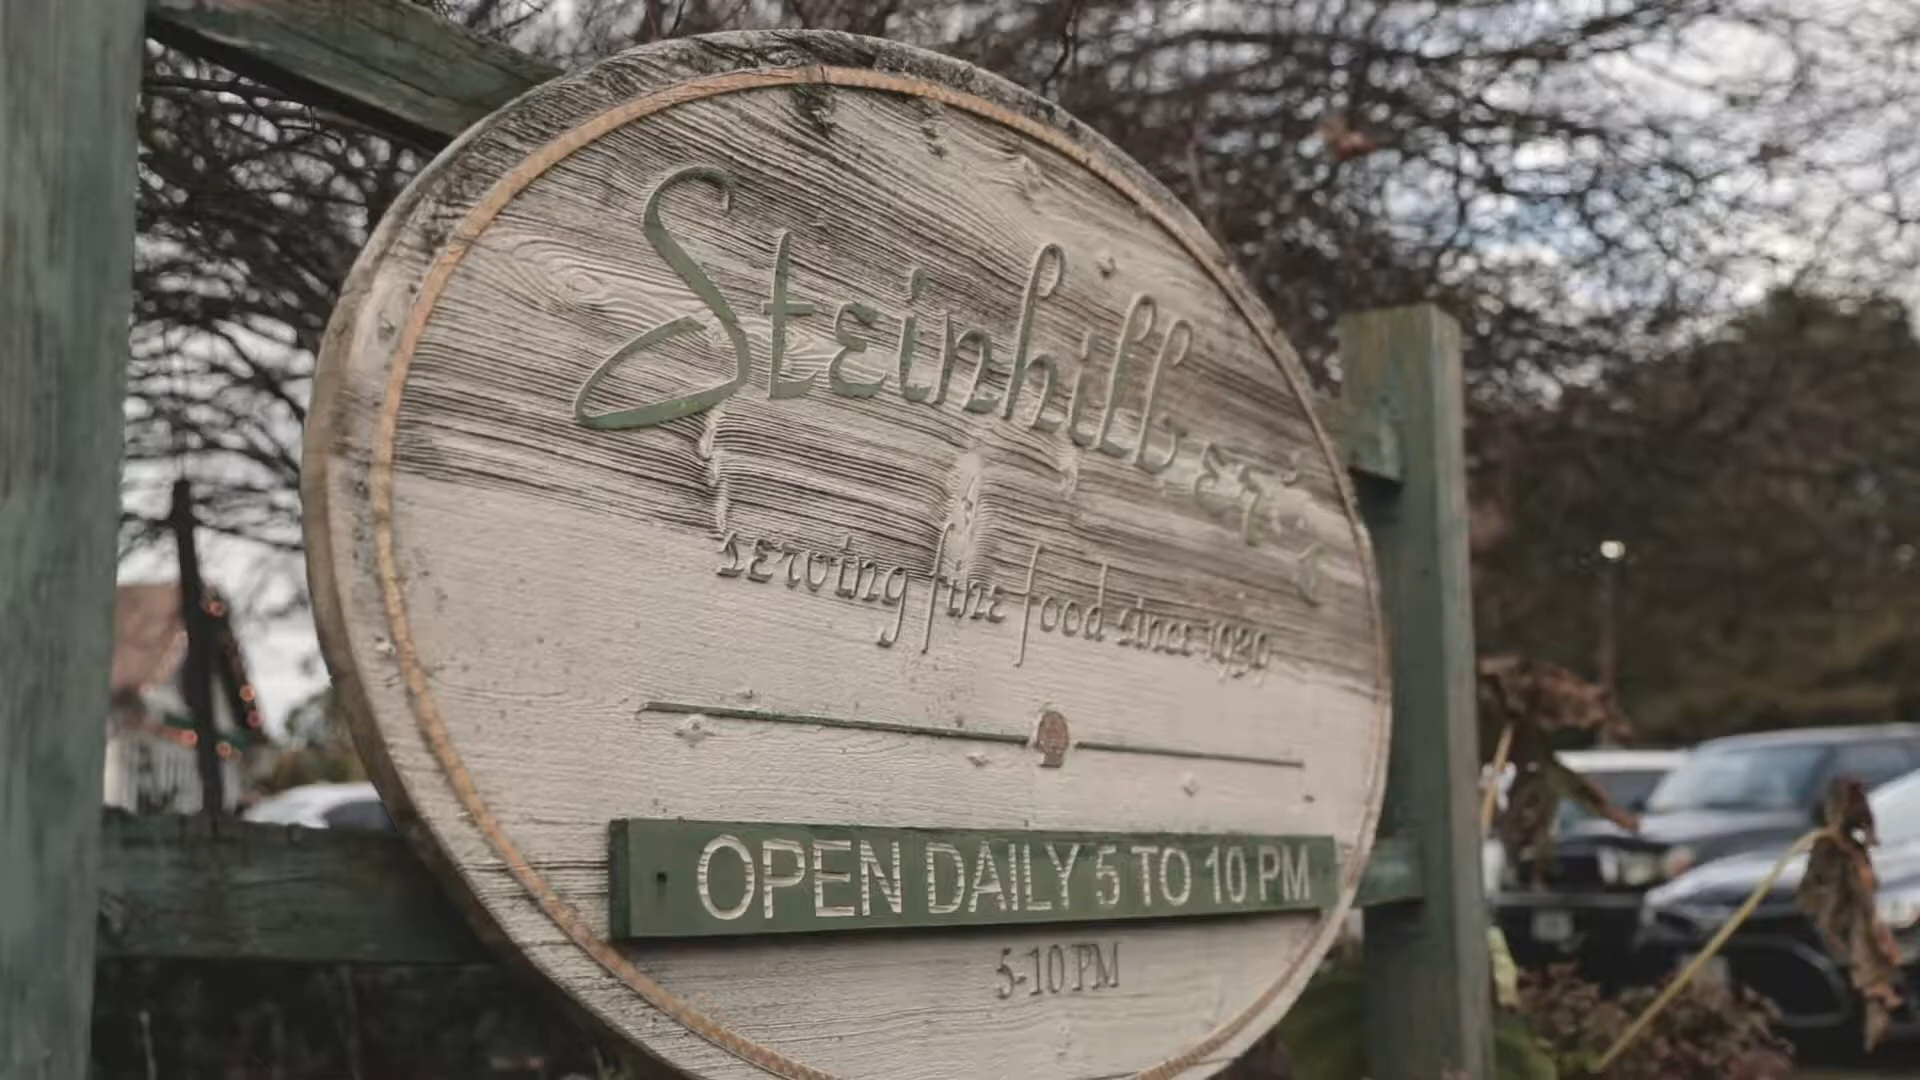 Steinhilber's
serving fine food since 1939
OPEN DAILY 5 TO 10 PM
5-10 PM